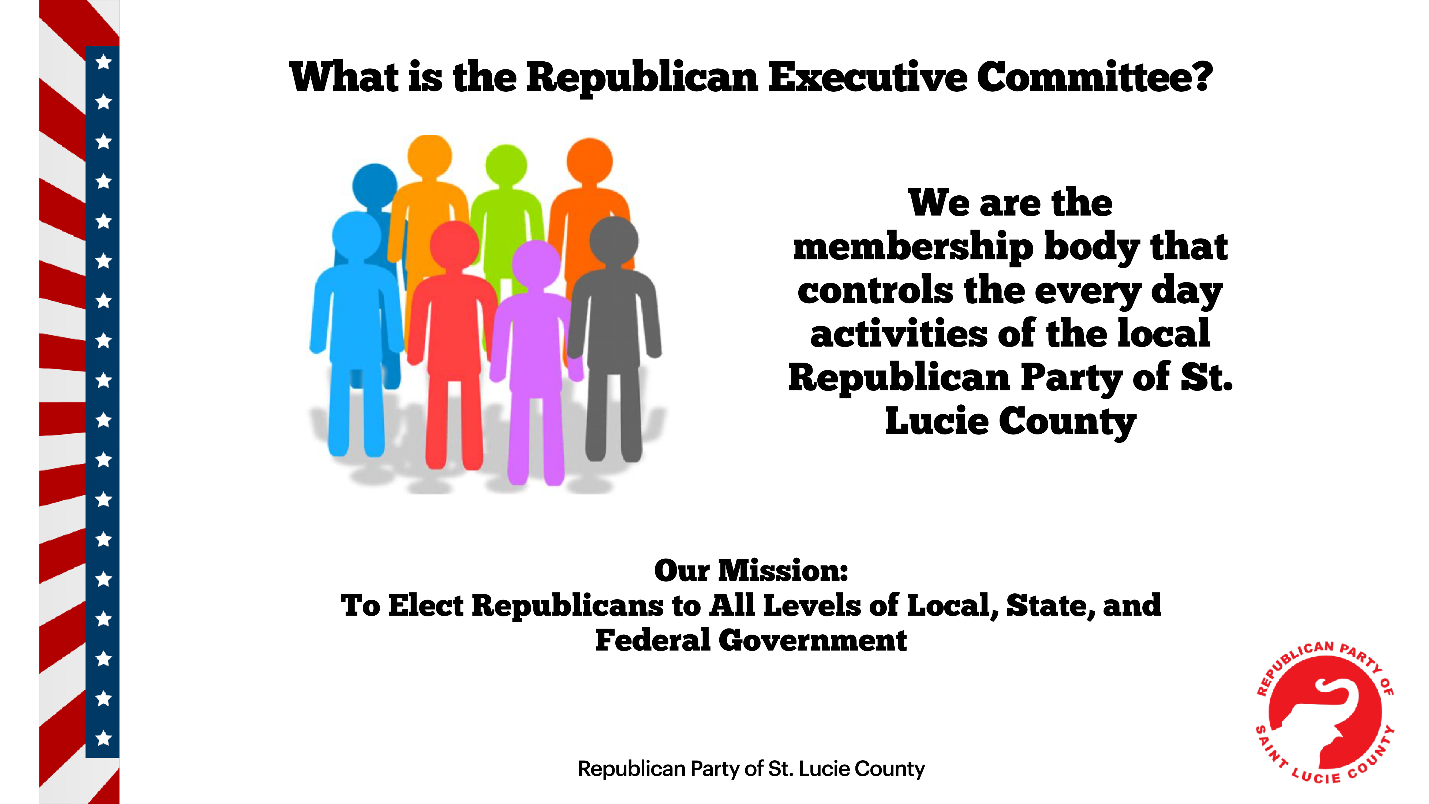 What is the Republican Executive Committee?
We are the
membership body that
controls the every day
activities of the local
Republican Party of St.
Lucie County
Our Mission:
To Elect Republicans to All Levels of Local, State, and
Federal Government
REPUBLICAN PARTY OF
SAINT LUCIE COUNTY
Republican Party of St. Lucie County